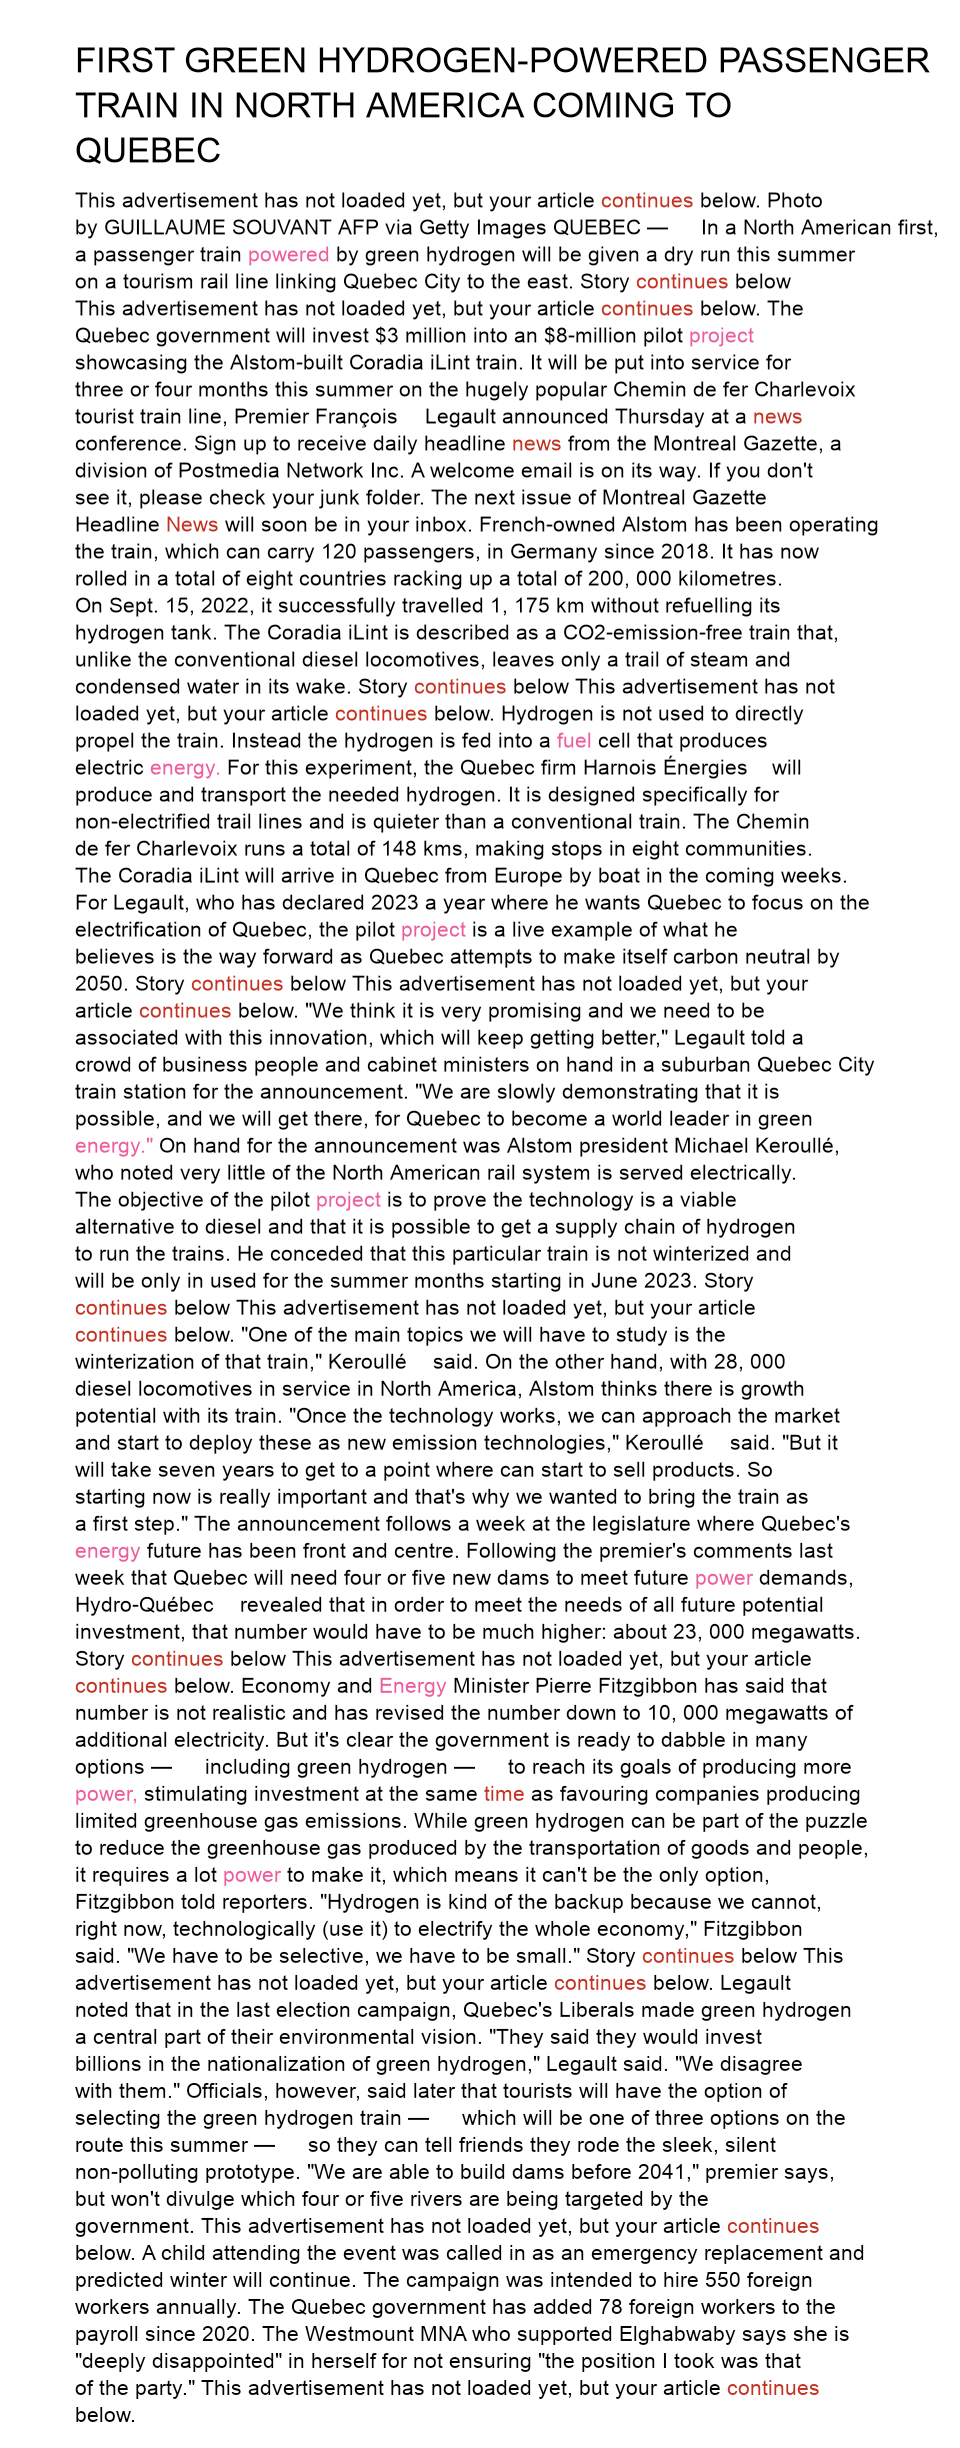 FIRST GREEN HYDROGEN-POWERED PASSENGER
TRAIN IN NORTH AMERICA COMING TO
QUEBEC
This advertisement has not loaded yet, but your article continues below. Photo
by GUILLAUME SOUVANT AFP via Getty Images QUEBEC — In a North American first,
a passenger train powered by green hydrogen will be given a dry run this summer
on a tourism rail line linking Quebec City to the east. Story continues below
This advertisement has not loaded yet, but your article continues below. The
Quebec government will invest $3 million into an $8-million pilot project
showcasing the Alstom-built Coradia iLint train. It will be put into service for
three or four months this summer on the hugely popular Chemin de fer Charlevoix
tourist train line, Premier François Legault announced Thursday at a news
conference. Sign up to receive daily headline news from the Montreal Gazette, a
division of Postmedia Network Inc. A welcome email is on its way. If you don't
see it, please check your junk folder. The next issue of Montreal Gazette
Headline News will soon be in your inbox. French-owned Alstom has been operating
the train, which can carry 120 passengers, in Germany since 2018. It has now
rolled in a total of eight countries racking up a total of 200, 000 kilometres.
On Sept. 15, 2022, it successfully travelled 1, 175 km without refuelling its
hydrogen tank. The Coradia iLint is described as a CO2-emission-free train that,
unlike the conventional diesel locomotives, leaves only a trail of steam and
condensed water in its wake. Story continues below This advertisement has not
loaded yet, but your article continues below. Hydrogen is not used to directly
propel the train. Instead the hydrogen is fed into a fuel cell that produces
electric energy. For this experiment, the Quebec firm Harnois Énergies will
produce and transport the needed hydrogen. It is designed specifically for
non-electrified trail lines and is quieter than a conventional train. The Chemin
de fer Charlevoix runs a total of 148 kms, making stops in eight communities.
The Coradia iLint will arrive in Quebec from Europe by boat in the coming weeks.
For Legault, who has declared 2023 a year where he wants Quebec to focus on the
electrification of Quebec, the pilot project is a live example of what he
believes is the way forward as Quebec attempts to make itself carbon neutral by
2050. Story continues below This advertisement has not loaded yet, but your
article continues below. "We think it is very promising and we need to be
associated with this innovation, which will keep getting better," Legault told a
crowd of business people and cabinet ministers on hand in a suburban Quebec City
train station for the announcement. "We are slowly demonstrating that it is
possible, and we will get there, for Quebec to become a world leader in green
energy." On hand for the announcement was Alstom president Michael Keroullé,
who noted very little of the North American rail system is served electrically.
The objective of the pilot project is to prove the technology is a viable
alternative to diesel and that it is possible to get a supply chain of hydrogen
to run the trains. He conceded that this particular train is not winterized and
will be only in used for the summer months starting in June 2023. Story
continues below This advertisement has not loaded yet, but your article
continues below. "One of the main topics we will have to study is the
winterization of that train," Keroullé said. On the other hand, with 28, 000
diesel locomotives in service in North America, Alstom thinks there is growth
potential with its train. "Once the technology works, we can approach the market
and start to deploy these as new emission technologies," Keroullé said. "But it
will take seven years to get to a point where can start to sell products. So
starting now is really important and that's why we wanted to bring the train as
a first step." The announcement follows a week at the legislature where Quebec's
energy future has been front and centre. Following the premier's comments last
week that Quebec will need four or five new dams to meet future power demands,
Hydro-Québec revealed that in order to meet the needs of all future potential
investment, that number would have to be much higher: about 23, 000 megawatts.
Story continues below This advertisement has not loaded yet, but your article
continues below. Economy and Energy Minister Pierre Fitzgibbon has said that
number is not realistic and has revised the number down to 10, 000 megawatts of
additional electricity. But it's clear the government is ready to dabble in many
options — including green hydrogen — to reach its goals of producing more
power, stimulating investment at the same time as favouring companies producing
limited greenhouse gas emissions. While green hydrogen can be part of the puzzle
to reduce the greenhouse gas produced by the transportation of goods and people,
it requires a lot power to make it, which means it can't be the only option,
Fitzgibbon told reporters. "Hydrogen is kind of the backup because we cannot,
right now, technologically (use it) to electrify the whole economy," Fitzgibbon
said. "We have to be selective, we have to be small." Story continues below This
advertisement has not loaded yet, but your article continues below. Legault
noted that in the last election campaign, Quebec's Liberals made green hydrogen
a central part of their environmental vision. "They said they would invest
billions in the nationalization of green hydrogen," Legault said. "We disagree
with them." Officials, however, said later that tourists will have the option of
selecting the green hydrogen train — which will be one of three options on the
route this summer — so they can tell friends they rode the sleek, silent
non-polluting prototype. "We are able to build dams before 2041," premier says,
but won't divulge which four or five rivers are being targeted by the
government. This advertisement has not loaded yet, but your article continues
below. A child attending the event was called in as an emergency replacement and
predicted winter will continue. The campaign was intended to hire 550 foreign
workers annually. The Quebec government has added 78 foreign workers to the
payroll since 2020. The Westmount MNA who supported Elghabwaby says she is
"deeply disappointed" in herself for not ensuring "the position I took was that
of the party." This advertisement has not loaded yet, but your article continues
below.